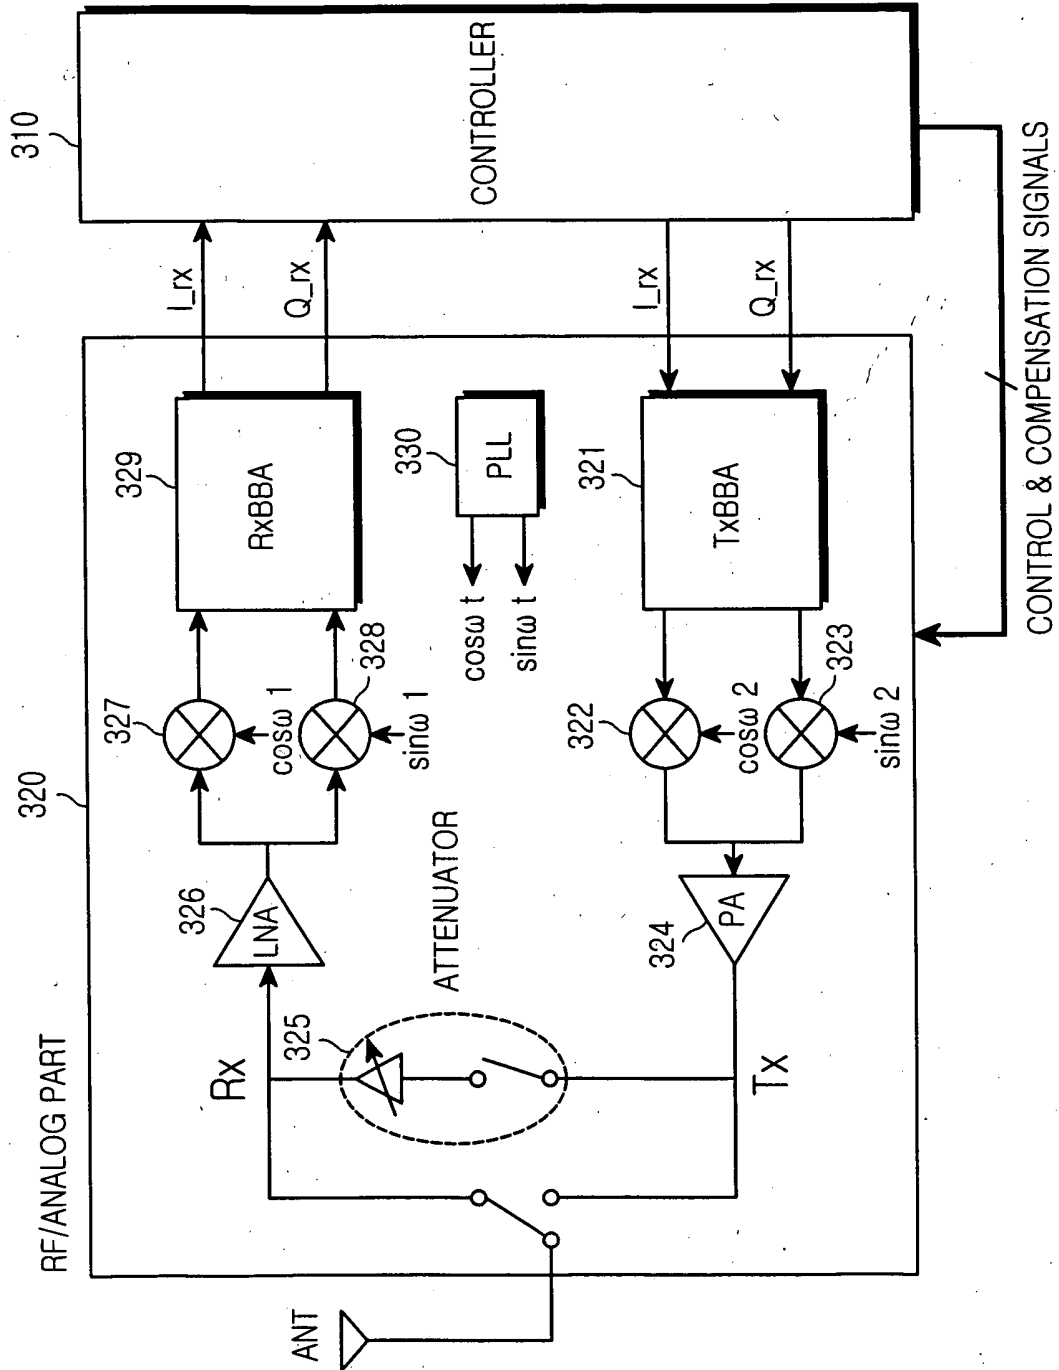 RF/ANALOG PART
320
310
ANT
Rx
326
LNA
327
cosω 1
328
sinω 1
329
RxBBA
I_rx
Q_rx
CONTROLLER
325
ATTENUATOR
330
PLL
cosω t
sinω t
Tx
324
PA
322
cosω 2
323
sinω 2
321
TxBBA
I_rx
Q_rx
CONTROL & COMPENSATION SIGNALS